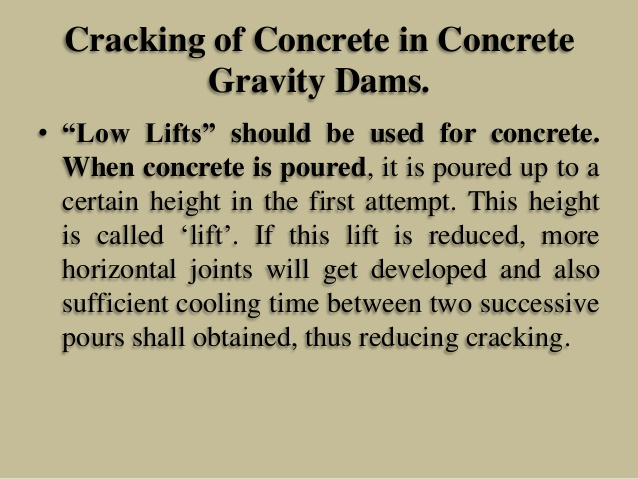 Cracking of Concrete in Concrete
Gravity Dams.
• “Low Lifts” should be used for concrete.
When concrete is poured, it is poured up to a
certain height in the first attempt. This height
is called ‘lift’. If this lift is reduced, more
horizontal joints will get developed and also
sufficient cooling time between two successive
pours shall obtained, thus reducing cracking.